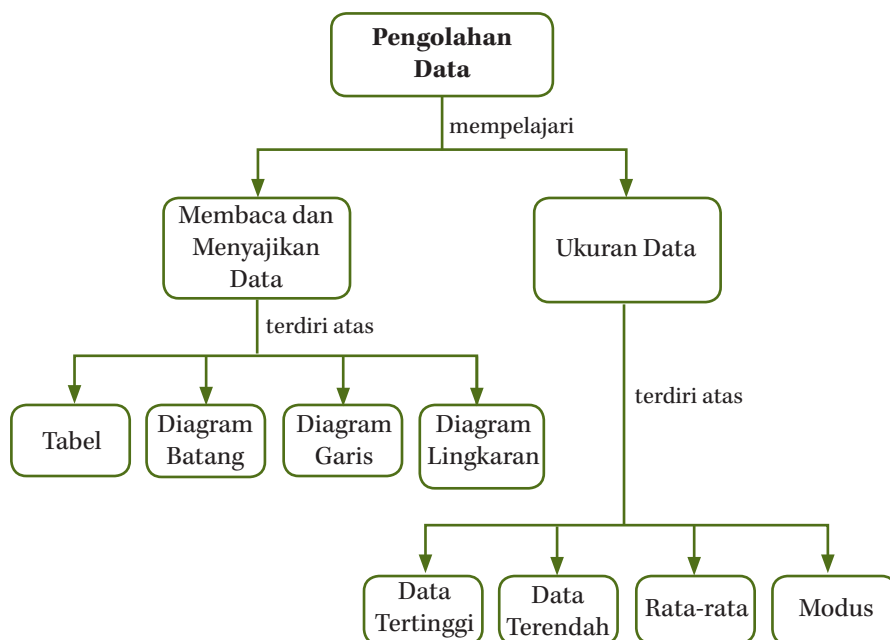 Pengolahan
Data
mempelajari
Membaca dan
Menyajikan
Data
Ukuran Data
terdiri atas
Tabel
Diagram
Batang
Diagram
Garis
Diagram
Lingkaran
terdiri atas
Data
Tertinggi
Data
Terendah
Rata-rata
Modus